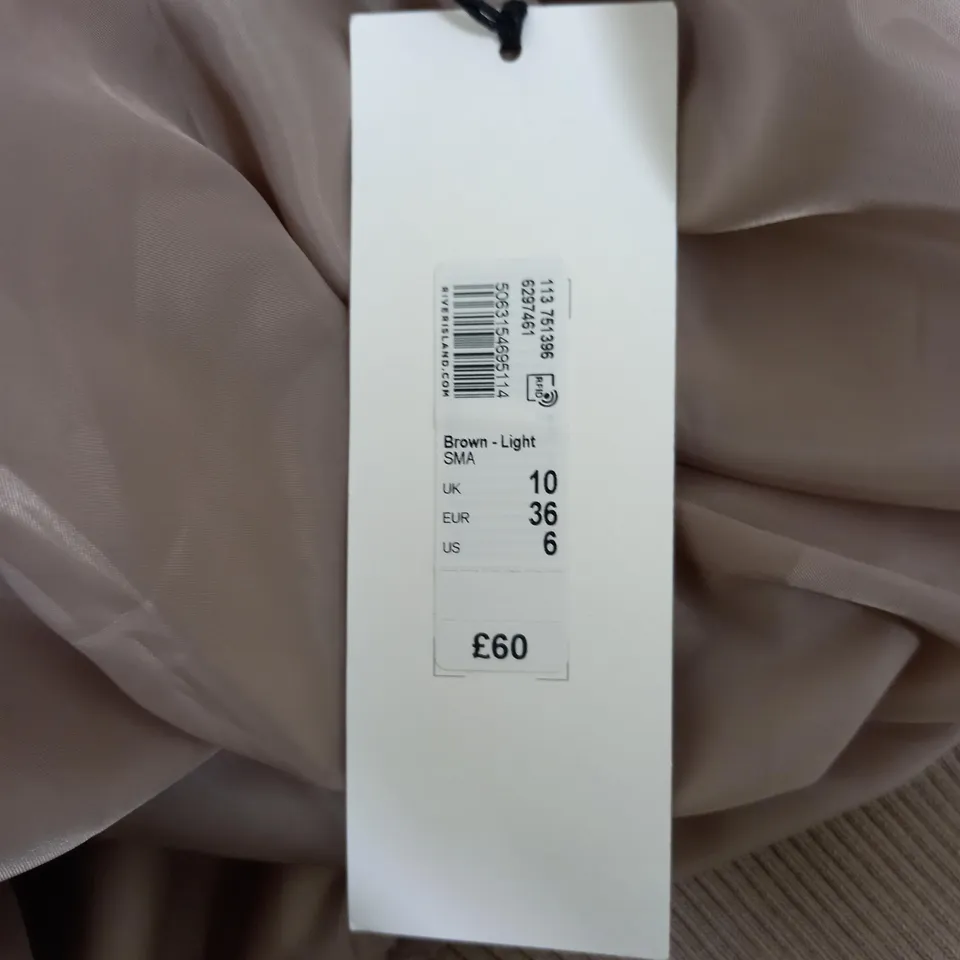 113 751396
6297461
RFID
5063154695114
RIVERISLAND.COM
Brown - Light
SMA
UK 10
EUR 36
US 6
£60